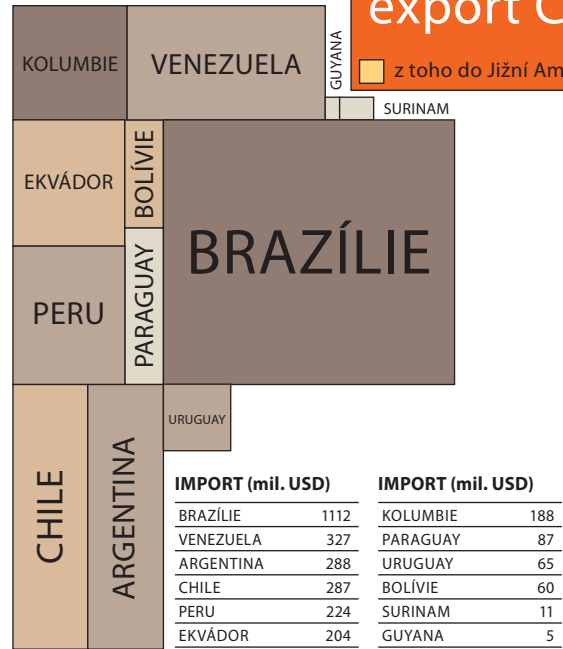 export C
z toho do Jižní Am
KOLUMBIE
VENEZUELA
GUYANA
SURINAM
EKVÁDOR
BOLÍVIE
BRAZÍLIE
PERU
PARAGUAY
CHILE
ARGENTINA
URUGUAY
IMPORT (mil. USD)
BRAZÍLIE 1112
VENEZUELA 327
ARGENTINA 288
CHILE 287
PERU 224
EKVÁDOR 204
IMPORT (mil. USD)
KOLUMBIE 188
PARAGUAY 87
URUGUAY 65
BOLÍVIE 60
SURINAM 11
GUYANA 5